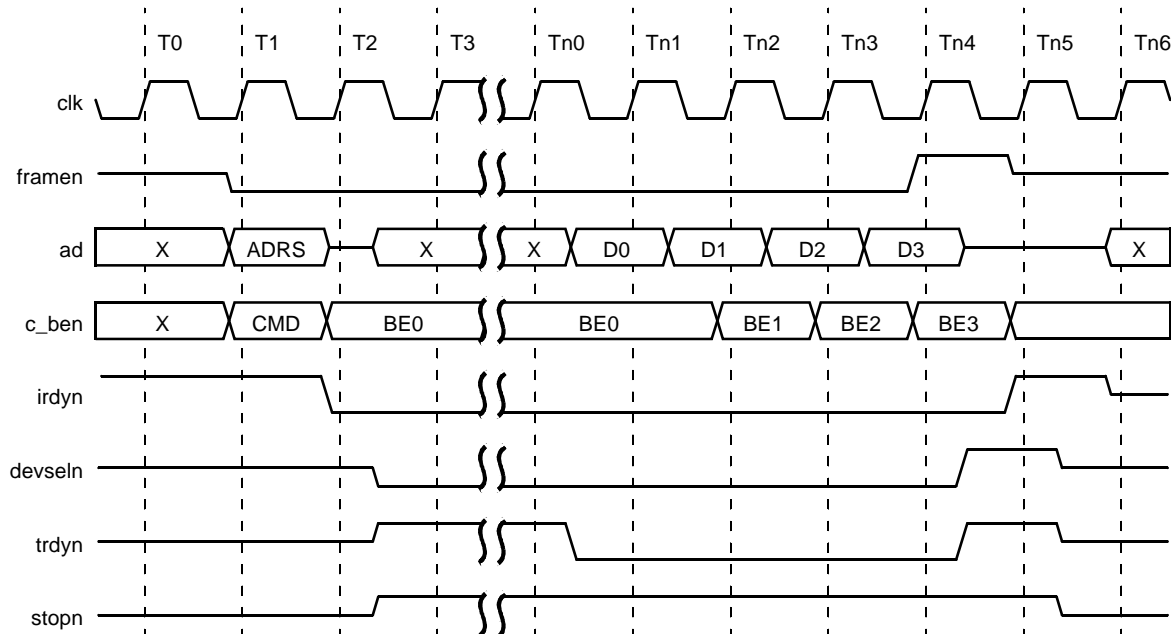 T0 T1 T2 T3 Tn0 Tn1 Tn2 Tn3 Tn4 Tn5 Tn6
clk
framen
ad X ADRS X X D0 D1 D2 D3 X
c_ben X CMD BE0 BE0 BE1 BE2 BE3
irdyn
devseln
trdyn
stopn